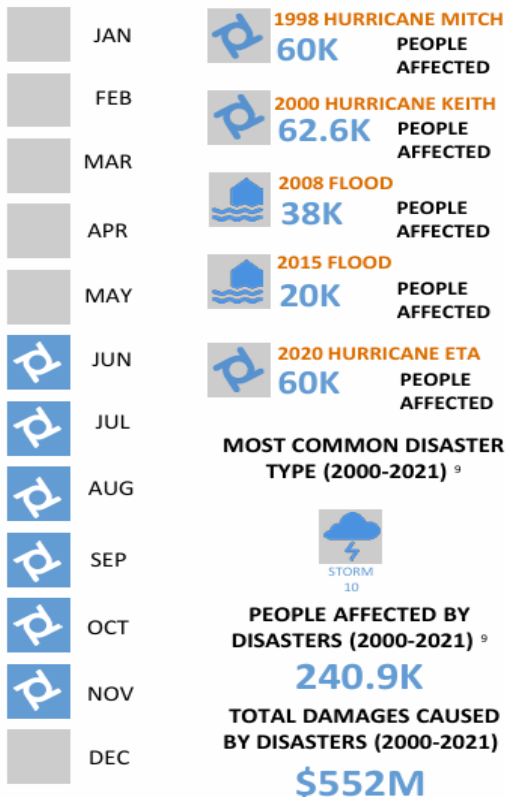 JAN
FEB
MAR
APR
MAY
JUN
JUL
AUG
SEP
OCT
NOV
DEC
1998 HURRICANE MITCH
60K PEOPLE
AFFECTED
2000 HURRICANE KEITH
62.6K PEOPLE
AFFECTED
2008 FLOOD
38K PEOPLE
AFFECTED
2015 FLOOD
20K PEOPLE
AFFECTED
2020 HURRICANE ETA
60K PEOPLE
AFFECTED
MOST COMMON DISASTER
TYPE (2000-2021) 9
STORM
10
PEOPLE AFFECTED BY
DISASTERS (2000-2021) 9
240.9K
TOTAL DAMAGES CAUSED
BY DISASTERS (2000-2021)
$552M